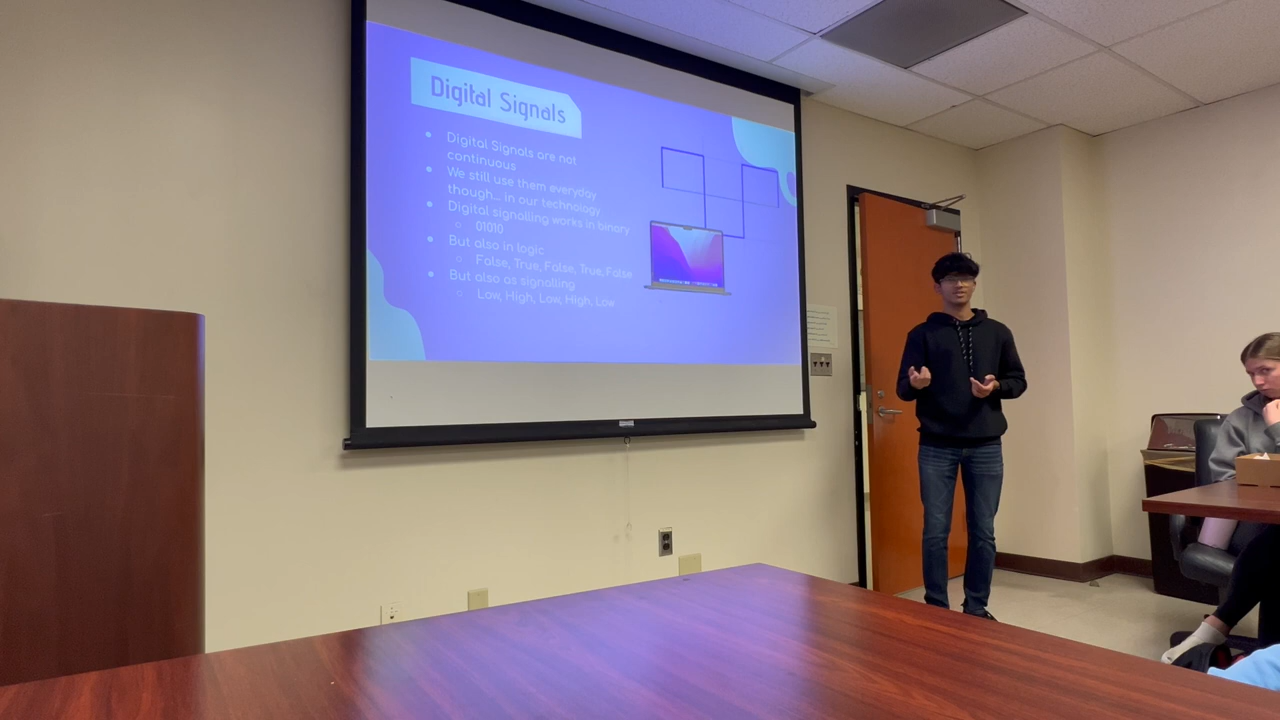 Digital Signals
Digital Signals are not
continuous
We still use them everyday
though... in our technology
Digital signalling works in binary
01010
But also in logic
False, True, False, True, False
But also as signalling
Low, High, Low, High, Low